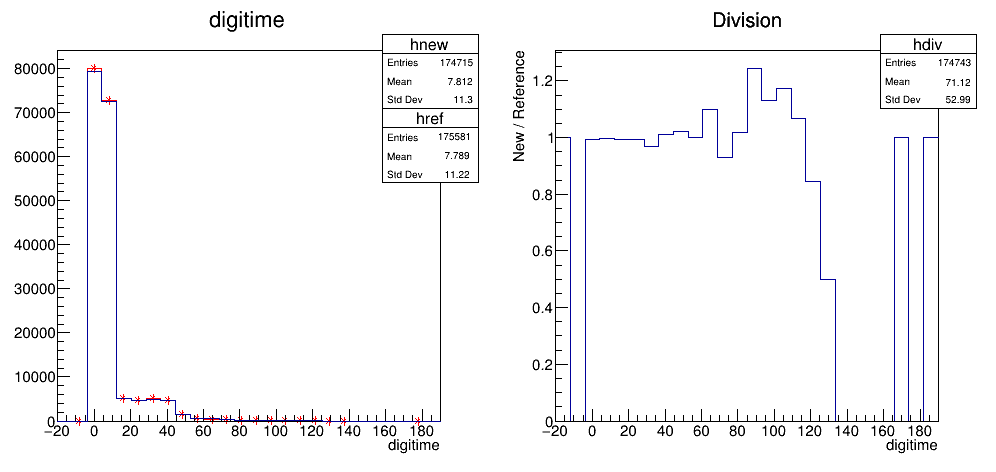 digitime
hnew
Entries 174715
Mean 7.812
Std Dev 11.3
href
Entries 175581
Mean 7.789
Std Dev 11.22
80000
70000
60000
50000
40000
30000
20000
10000
0
−20 0 20 40 60 80 100 120 140 160 180
digitime
Division
hdiv
Entries 174743
Mean 71.12
Std Dev 52.99
New / Reference
1.2
1
0.8
0.6
0.4
0.2
0
−20 0 20 40 60 80 100 120 140 160 180
digitime